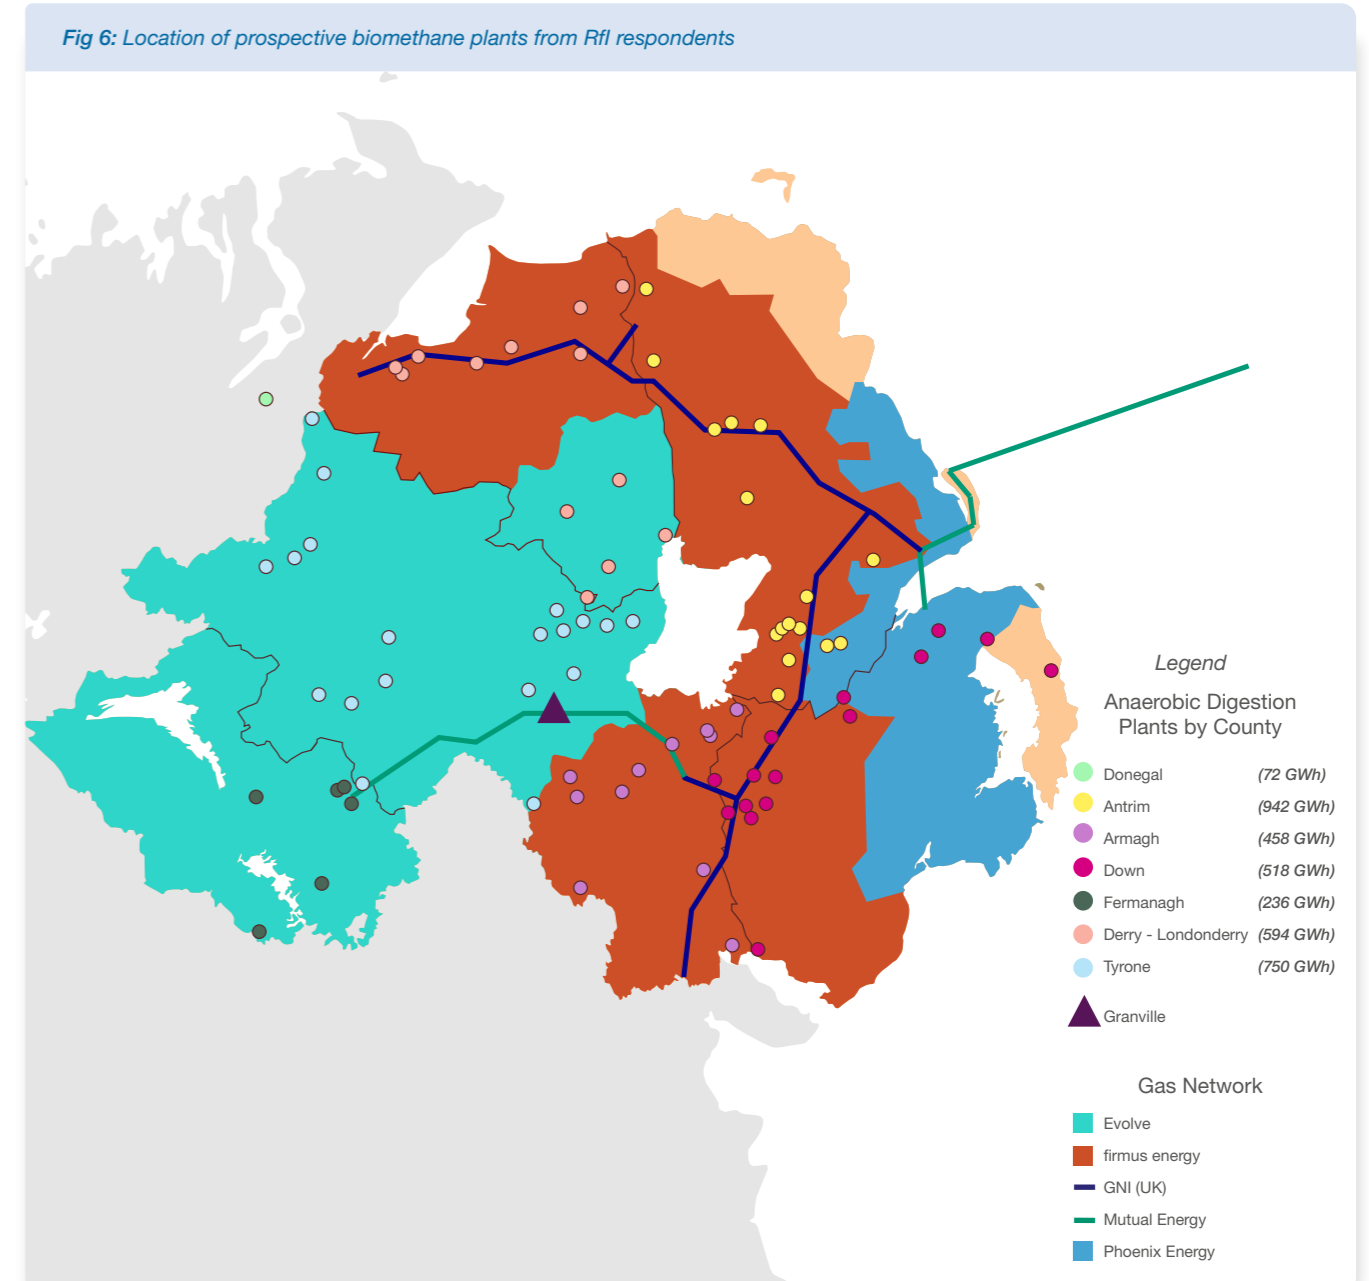 Fig 6: Location of prospective biomethane plants from RfI respondents
Legend
Anaerobic Digestion
Plants by County
Donegal (72 GWh)
Antrim (942 GWh)
Armagh (458 GWh)
Down (518 GWh)
Fermanagh (236 GWh)
Derry - Londonderry (594 GWh)
Tyrone (750 GWh)
Granville
Gas Network
Evolve
firmus energy
GNI (UK)
Mutual Energy
Phoenix Energy